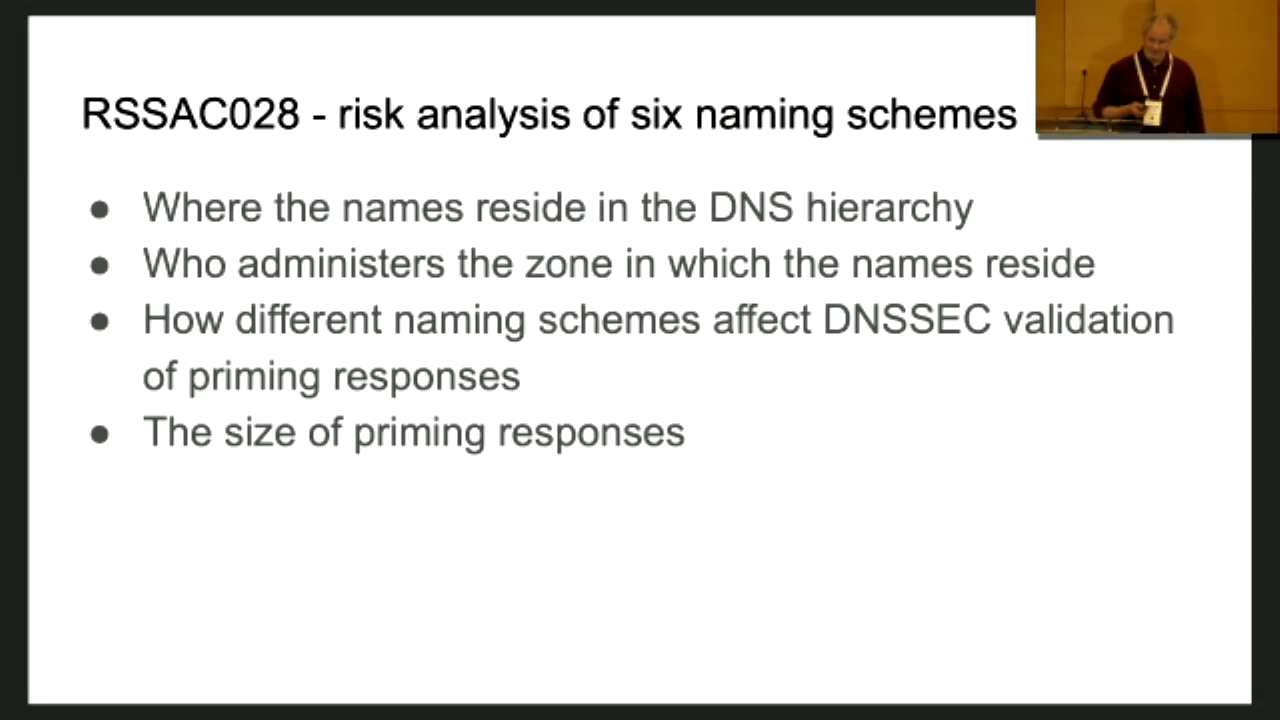 RSSAC028 - risk analysis of six naming schemes
● Where the names reside in the DNS hierarchy
● Who administers the zone in which the names reside
● How different naming schemes affect DNSSEC validation
of priming responses
● The size of priming responses